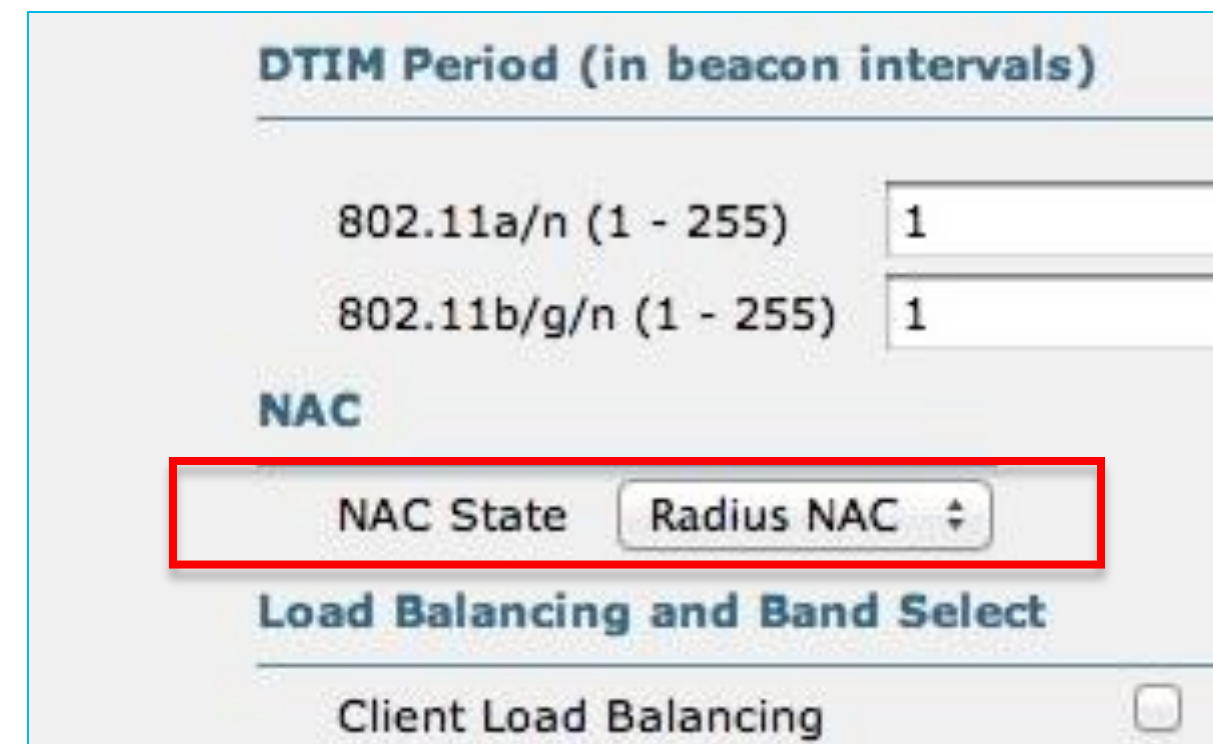 DTIM Period (in beacon intervals)
802.11a/n (1 - 255) 1
802.11b/g/n (1 - 255) 1
NAC
NAC State Radius NAC
Load Balancing and Band Select
Client Load Balancing